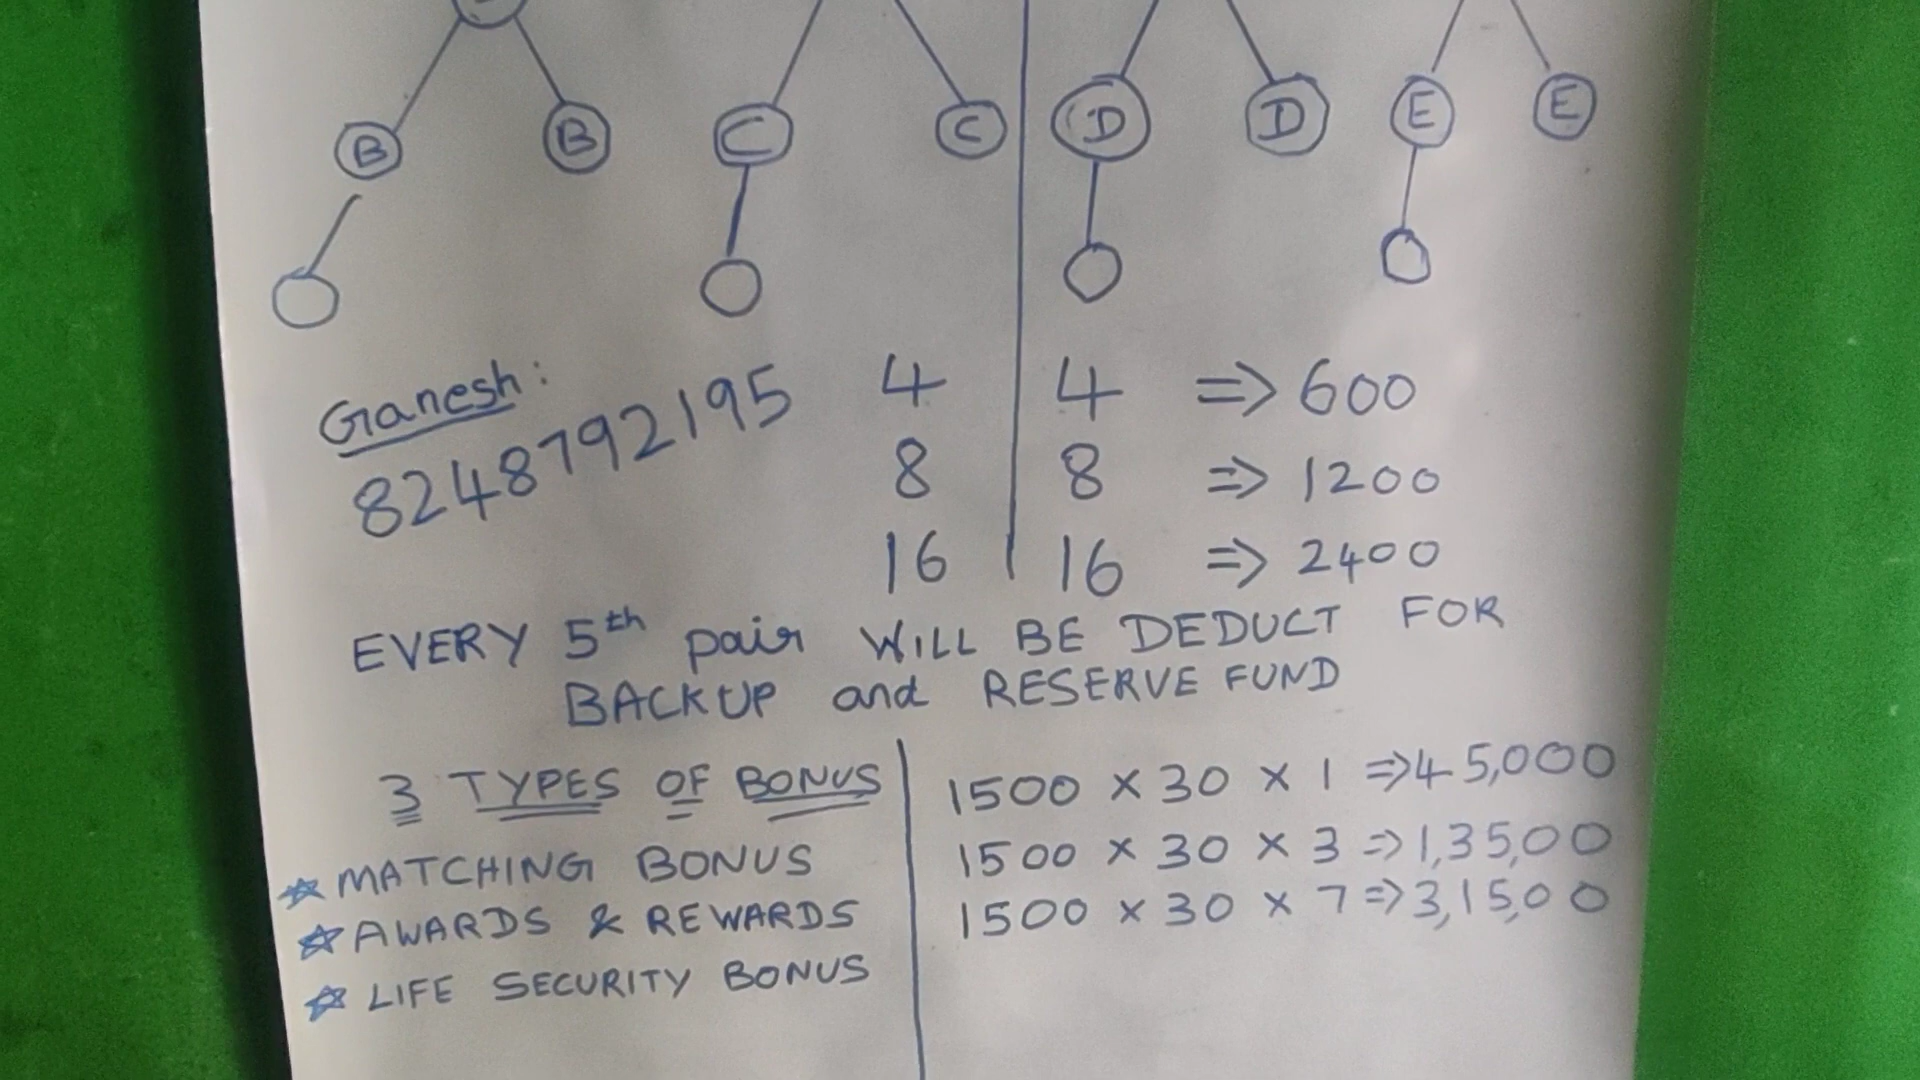 B B C C D D E E
Ganesh:
8248792195
4 4 => 600
8 8 => 1200
16 16 => 2400
EVERY 5th pair WILL BE DEDUCT FOR
BACKUP and RESERVE FUND
3 TYPES OF BONUS
MATCHING BONUS
AWARDS & REWARDS
LIFE SECURITY BONUS
1500 x 30 x 1 => 45,000
1500 x 30 x 3 => 1,35,00
1500 x 30 x 7 => 3,15,00